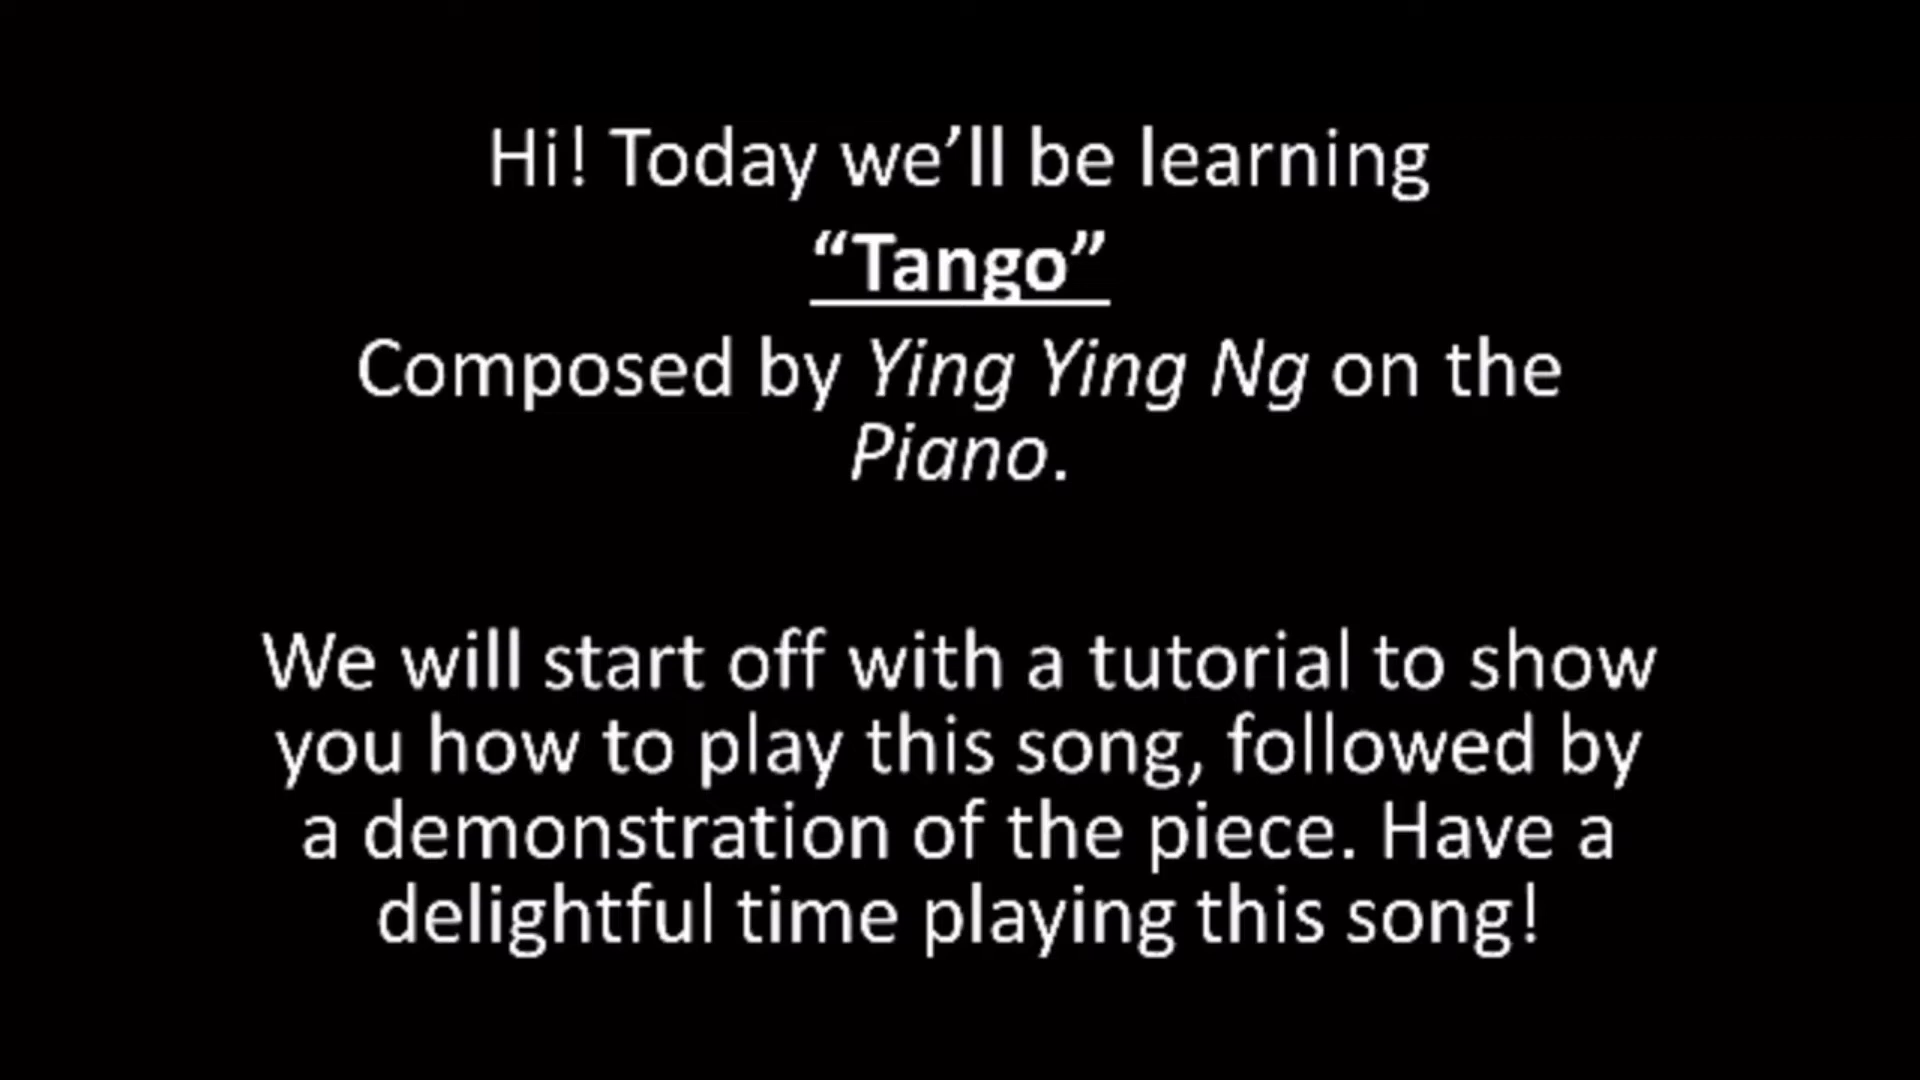 Hi! Today we’ll be learning
“Tango”
Composed by Ying Ying Ng on the
Piano.
We will start off with a tutorial to show
you how to play this song, followed by
a demonstration of the piece. Have a
delightful time playing this song!